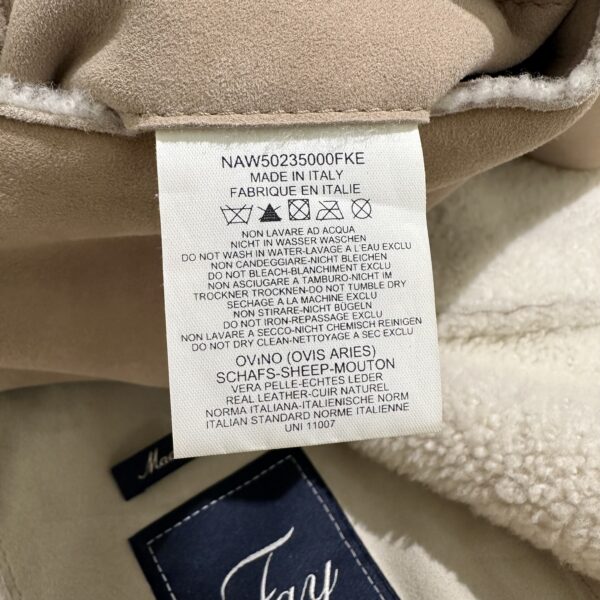 NAW50235000FKE
MADE IN ITALY
FABRIQUE EN ITALIE
NON LAVARE AD ACQUA
NICHT IN WASSER WASCHEN
DO NOT WASH IN WATER-LAVAGE A L'EAU EXCLU
NON CANDEGGIARE-NICHT BLEICHEN
DO NOT BLEACH-BLANCHIMENT EXCLU
NON ASCIUGARE A TAMBURO-NICHT IM
TROCKNER TROCKNEN-DO NOT TUMBLE DRY
SECHAGE A LA MACHINE EXCLU
NON STIRARE-NICHT BÜGELN
DO NOT IRON-REPASSAGE EXCLU
NON LAVARE A SECCO-NICHT CHEMISCH REINIGEN
DO NOT DRY CLEAN-NETTOYAGE A SEC EXCLU
OViNO (OVIS ARIES)
SCHAFS-SHEEP-MOUTON
VERA PELLE-ECHTES LEDER
REAL LEATHER-CUIR NATUREL
NORMA ITALIANA-ITALIENISCHE NORM
ITALIAN STANDARD NORME ITALIENNE
UNI 11007
Fay